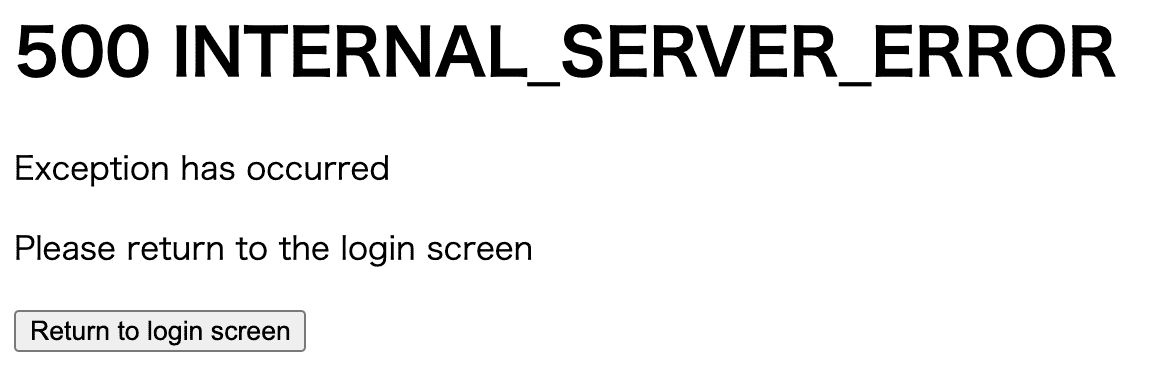 500 INTERNAL_SERVER_ERROR
Exception has occurred
Please return to the login screen
Return to login screen